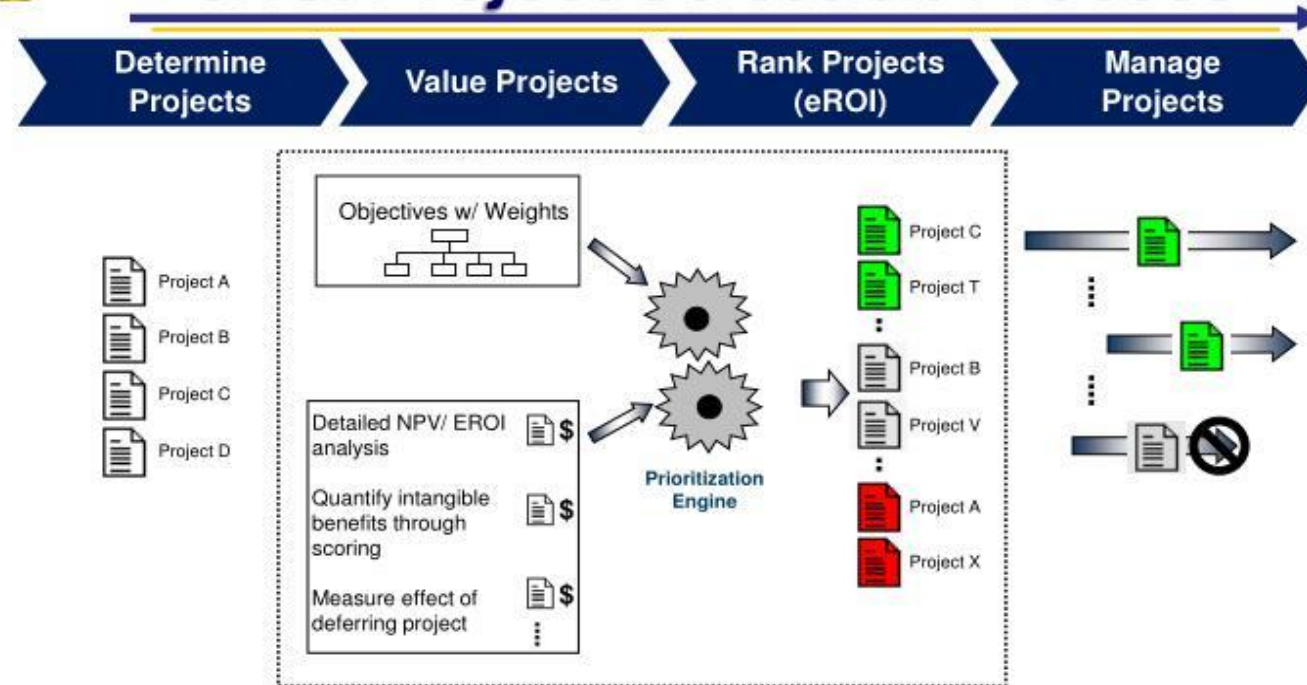 Determine
Projects
Value Projects
Rank Projects
(eROI)
Manage
Projects
Objectives w/ Weights
Project A
Project B
Project C
Project D
Detailed NPV/ EROI
analysis
$
Quantify intangible
benefits through
scoring
$
Measure effect of
deferring project
$
Prioritization
Engine
Project C
Project T
Project B
Project V
Project A
Project X